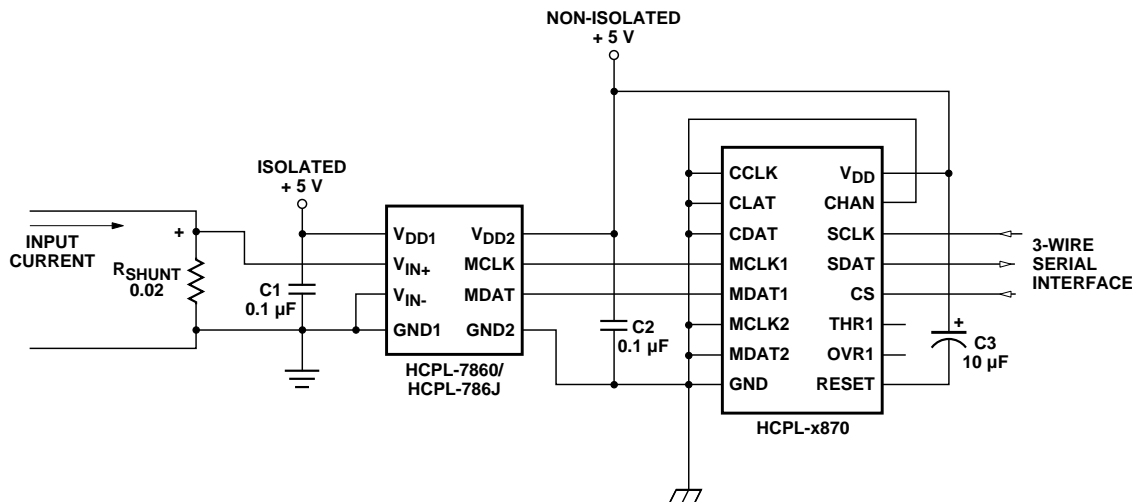 NON-ISOLATED
+ 5 V
ISOLATED
+ 5 V
INPUT
CURRENT
+
RSHUNT
0.02
C1
0.1 µF
VDD1
VIN+
VIN-
GND1
VDD2
MCLK
MDAT
GND2
HCPL-7860/
HCPL-786J
C2
0.1 µF
CCLK
CLAT
CDAT
MCLK1
MDAT1
MCLK2
MDAT2
GND
VDD
CHAN
SCLK
SDAT
CS
THR1
OVR1
RESET
HCPL-x870
3-WIRE
SERIAL
INTERFACE
+
C3
10 µF